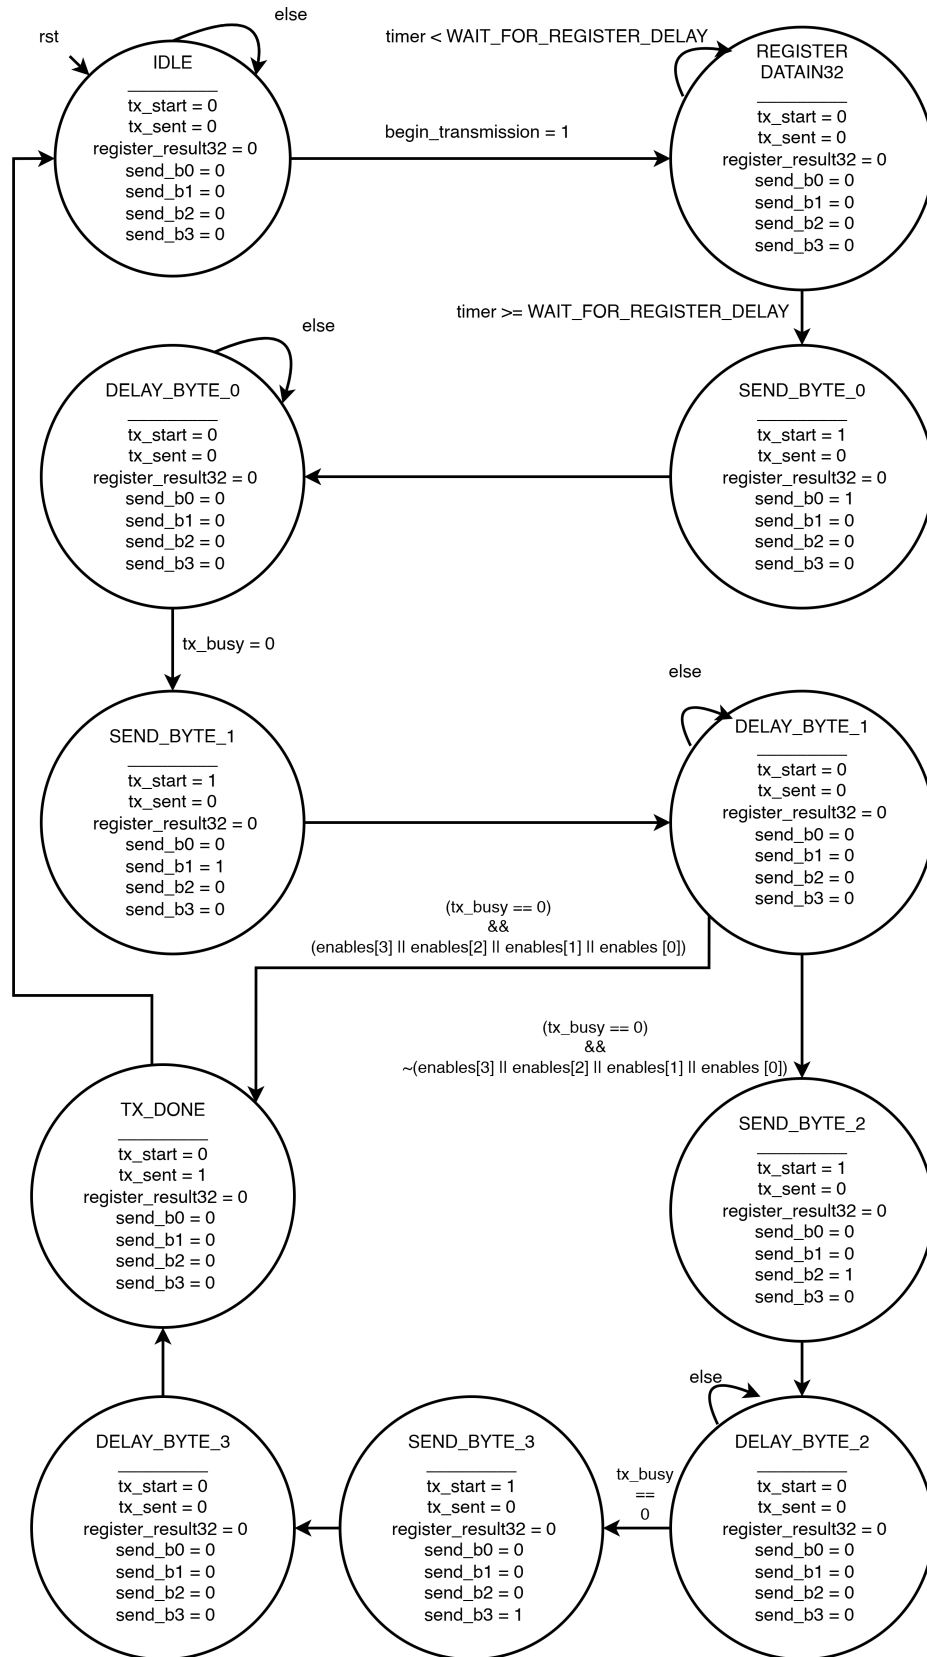 else
rst
IDLE
tx_start = 0
tx_sent = 0
register_result32 = 0
send_b0 = 0
send_b1 = 0
send_b2 = 0
send_b3 = 0
begin_transmission = 1
timer < WAIT_FOR_REGISTER_DELAY
REGISTER
DATAIN32
tx_start = 0
tx_sent = 0
register_result32 = 0
send_b0 = 0
send_b1 = 0
send_b2 = 0
send_b3 = 0
timer >= WAIT_FOR_REGISTER_DELAY
SEND_BYTE_0
tx_start = 1
tx_sent = 0
register_result32 = 0
send_b0 = 1
send_b1 = 0
send_b2 = 0
send_b3 = 0
else
DELAY_BYTE_0
tx_start = 0
tx_sent = 0
register_result32 = 0
send_b0 = 0
send_b1 = 0
send_b2 = 0
send_b3 = 0
tx_busy = 0
SEND_BYTE_1
tx_start = 1
tx_sent = 0
register_result32 = 0
send_b0 = 0
send_b1 = 1
send_b2 = 0
send_b3 = 0
else
DELAY_BYTE_1
tx_start = 0
tx_sent = 0
register_result32 = 0
send_b0 = 0
send_b1 = 0
send_b2 = 0
send_b3 = 0
(tx_busy == 0)
&&
(enables[3] || enables[2] || enables[1] || enables [0])
(tx_busy == 0)
&&
~(enables[3] || enables[2] || enables[1] || enables [0])
TX_DONE
tx_start = 0
tx_sent = 1
register_result32 = 0
send_b0 = 0
send_b1 = 0
send_b2 = 0
send_b3 = 0
SEND_BYTE_2
tx_start = 1
tx_sent = 0
register_result32 = 0
send_b0 = 0
send_b1 = 0
send_b2 = 1
send_b3 = 0
else
DELAY_BYTE_2
tx_start = 0
tx_sent = 0
register_result32 = 0
send_b0 = 0
send_b1 = 0
send_b2 = 0
send_b3 = 0
tx_busy
==
0
SEND_BYTE_3
tx_start = 1
tx_sent = 0
register_result32 = 0
send_b0 = 0
send_b1 = 0
send_b2 = 0
send_b3 = 1
DELAY_BYTE_3
tx_start = 0
tx_sent = 0
register_result32 = 0
send_b0 = 0
send_b1 = 0
send_b2 = 0
send_b3 = 0